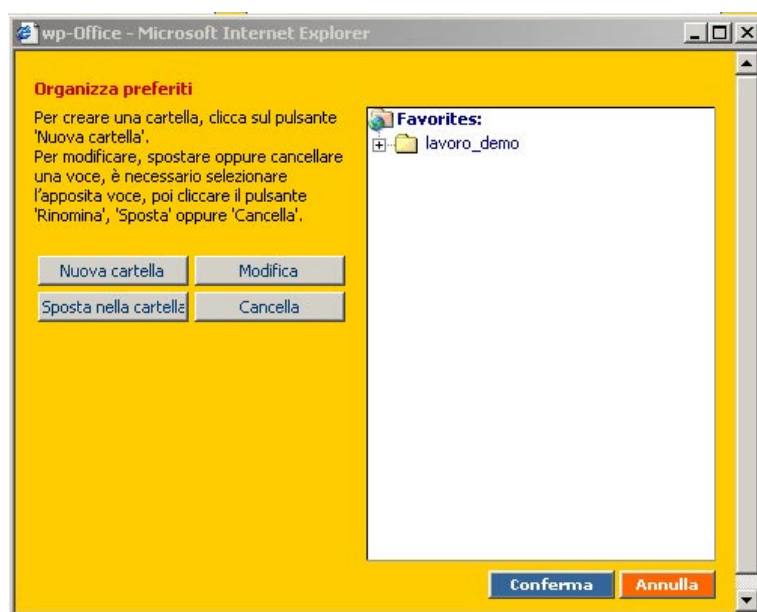 wp-Office - Microsoft Internet Explorer
Organizza preferiti
Per creare una cartella, clicca sul pulsante
'Nuova cartella'.
Per modificare, spostare oppure cancellare
una voce, è necessario selezionare
l'apposita voce, poi cliccare il pulsante
'Rinomina', 'Sposta' oppure 'Cancella'.
Nuova cartella
Modifica
Sposta nella cartella
Cancella
Favorites:
lavoro_demo
Conferma
Annulla